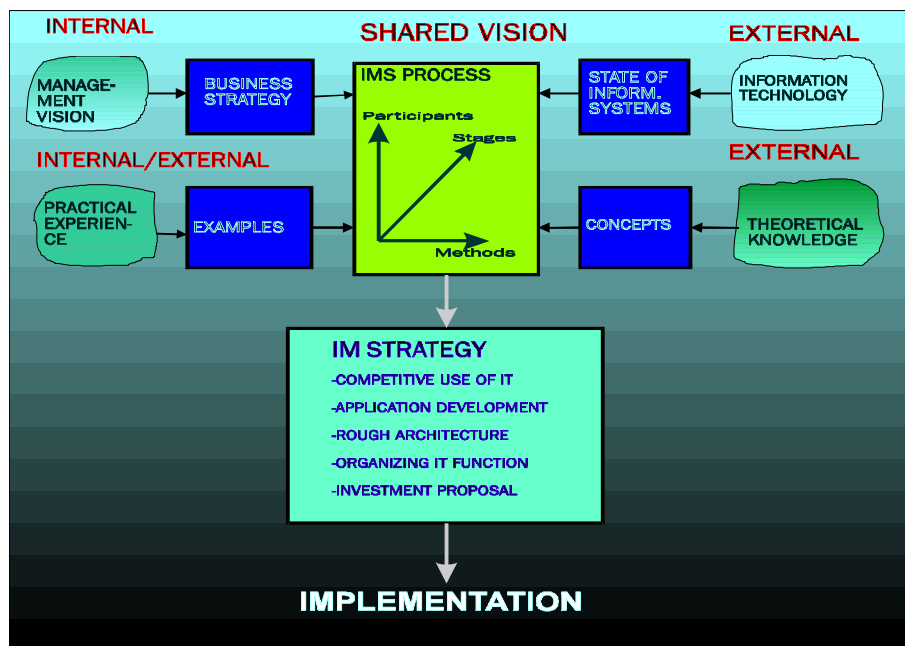 INTERNAL
SHARED VISION
EXTERNAL
MANAGE-
MENT
VISION
BUSINESS
STRATEGY
IMS PROCESS
Participants
Stages
Methods
STATE OF
INFORM.
SYSTEMS
INFORMATION
TECHNOLOGY
INTERNAL/EXTERNAL
EXTERNAL
PRACTICAL
EXPERIEN-
CE
EXAMPLES
CONCEPTS
THEORETICAL
KNOWLEDGE
IM STRATEGY
-COMPETITIVE USE OF IT
-APPLICATION DEVELOPMENT
-ROUGH ARCHITECTURE
-ORGANIZING IT FUNCTION
-INVESTMENT PROPOSAL
IMPLEMENTATION